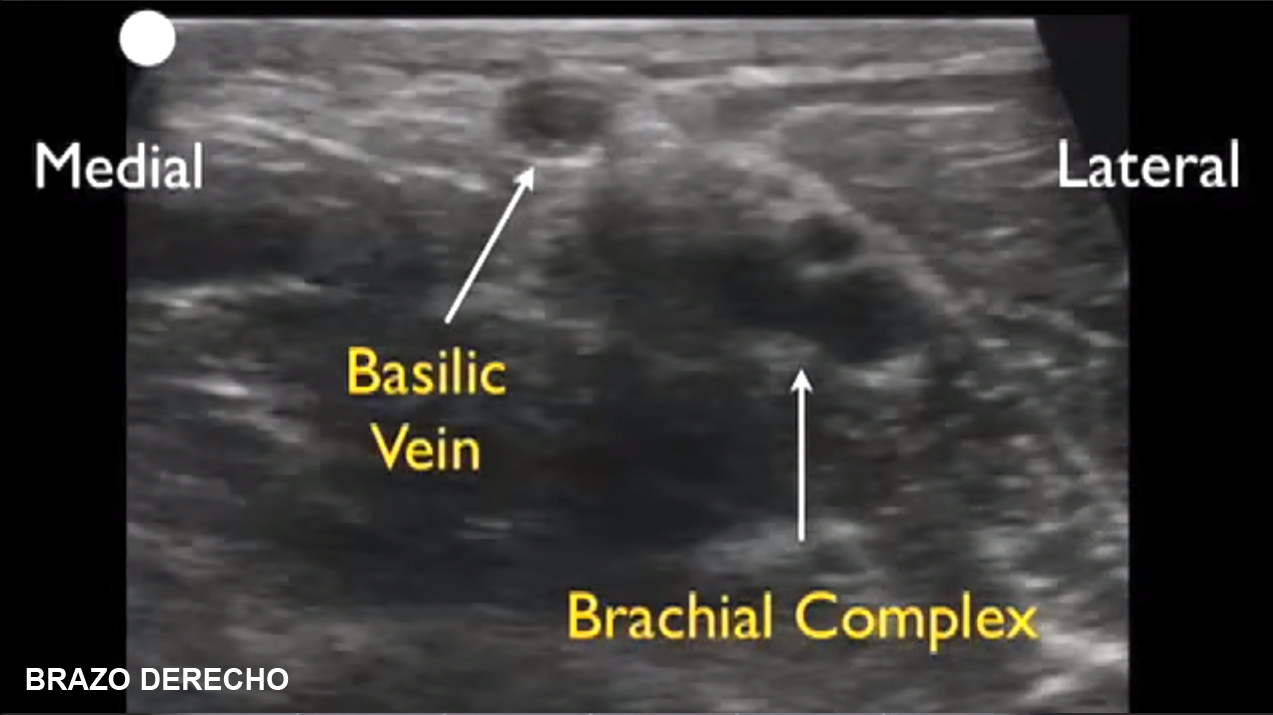 Medial
Lateral
Basilic
Vein
Brachial Complex
BRAZO DERECHO